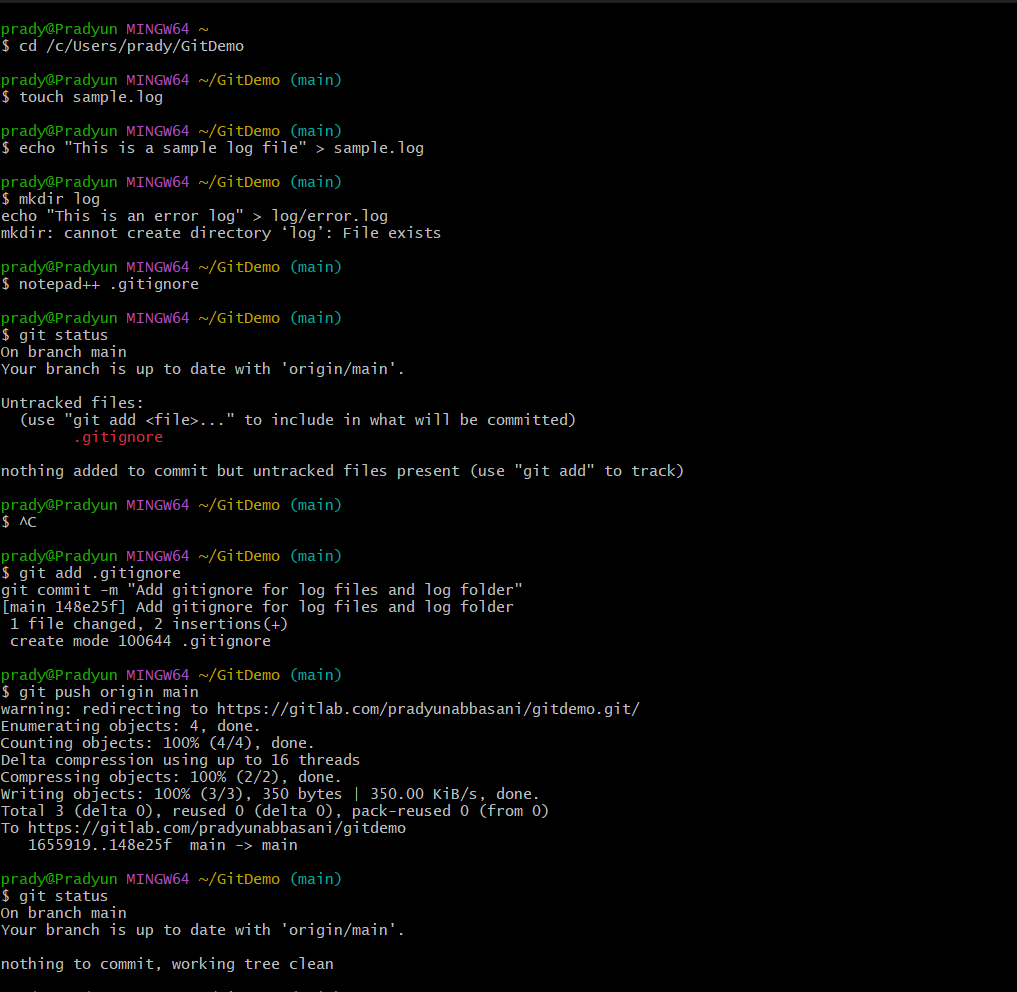 prady@Pradyun MINGW64 ~
$ cd /c/Users/prady/GitDemo
prady@Pradyun MINGW64 ~/GitDemo (main)
$ touch sample.log
prady@Pradyun MINGW64 ~/GitDemo (main)
$ echo "This is a sample log file" > sample.log
prady@Pradyun MINGW64 ~/GitDemo (main)
$ mkdir log
echo "This is an error log" > log/error.log
mkdir: cannot create directory ‘log’: File exists
prady@Pradyun MINGW64 ~/GitDemo (main)
$ notepad++ .gitignore
prady@Pradyun MINGW64 ~/GitDemo (main)
$ git status
On branch main
Your branch is up to date with 'origin/main'.
Untracked files:
  (use "git add <file>..." to include in what will be committed)
        .gitignore
nothing added to commit but untracked files present (use "git add" to track)
prady@Pradyun MINGW64 ~/GitDemo (main)
$ ^C
prady@Pradyun MINGW64 ~/GitDemo (main)
$ git add .gitignore
git commit -m "Add gitignore for log files and log folder"
[main 148e25f] Add gitignore for log files and log folder
 1 file changed, 2 insertions(+)
 create mode 100644 .gitignore
prady@Pradyun MINGW64 ~/GitDemo (main)
$ git push origin main
warning: redirecting to https://gitlab.com/pradyunabbasani/gitdemo.git/
Enumerating objects: 4, done.
Counting objects: 100% (4/4), done.
Delta compression using up to 16 threads
Compressing objects: 100% (2/2), done.
Writing objects: 100% (3/3), 350 bytes | 350.00 KiB/s, done.
Total 3 (delta 0), reused 0 (delta 0), pack-reused 0 (from 0)
To https://gitlab.com/pradyunabbasani/gitdemo
   1655919..148e25f  main -> main
prady@Pradyun MINGW64 ~/GitDemo (main)
$ git status
On branch main
Your branch is up to date with 'origin/main'.
nothing to commit, working tree clean